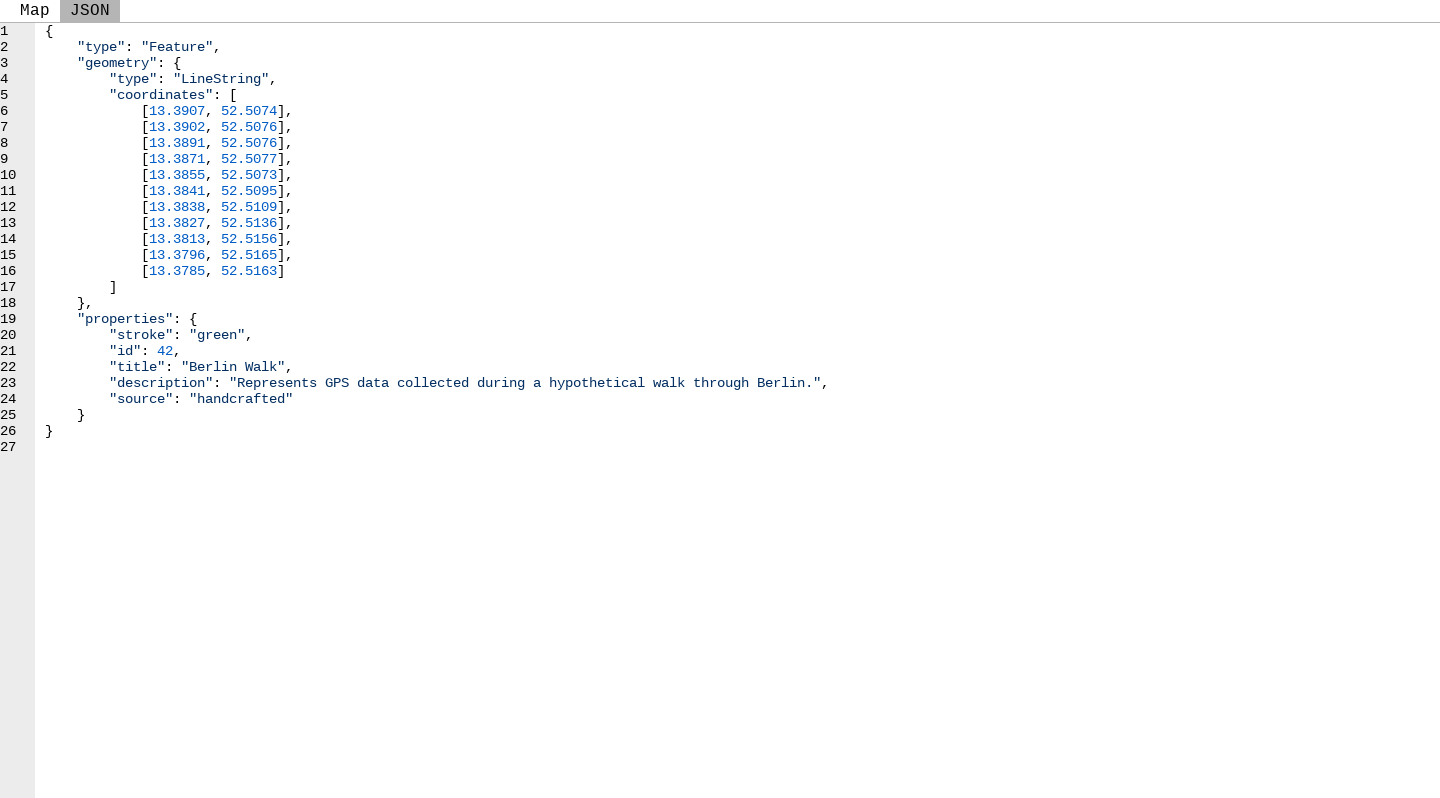 Map JSON
1 {
2     "type": "Feature",
3     "geometry": {
4         "type": "LineString",
5         "coordinates": [
6             [13.3907, 52.5074],
7             [13.3902, 52.5076],
8             [13.3891, 52.5076],
9             [13.3871, 52.5077],
10             [13.3855, 52.5073],
11             [13.3841, 52.5095],
12             [13.3838, 52.5109],
13             [13.3827, 52.5136],
14             [13.3813, 52.5156],
15             [13.3796, 52.5165],
16             [13.3785, 52.5163]
17         ]
18     },
19     "properties": {
20         "stroke": "green",
21         "id": 42,
22         "title": "Berlin Walk",
23         "description": "Represents GPS data collected during a hypothetical walk through Berlin.",
24         "source": "handcrafted"
25     }
26 }
27